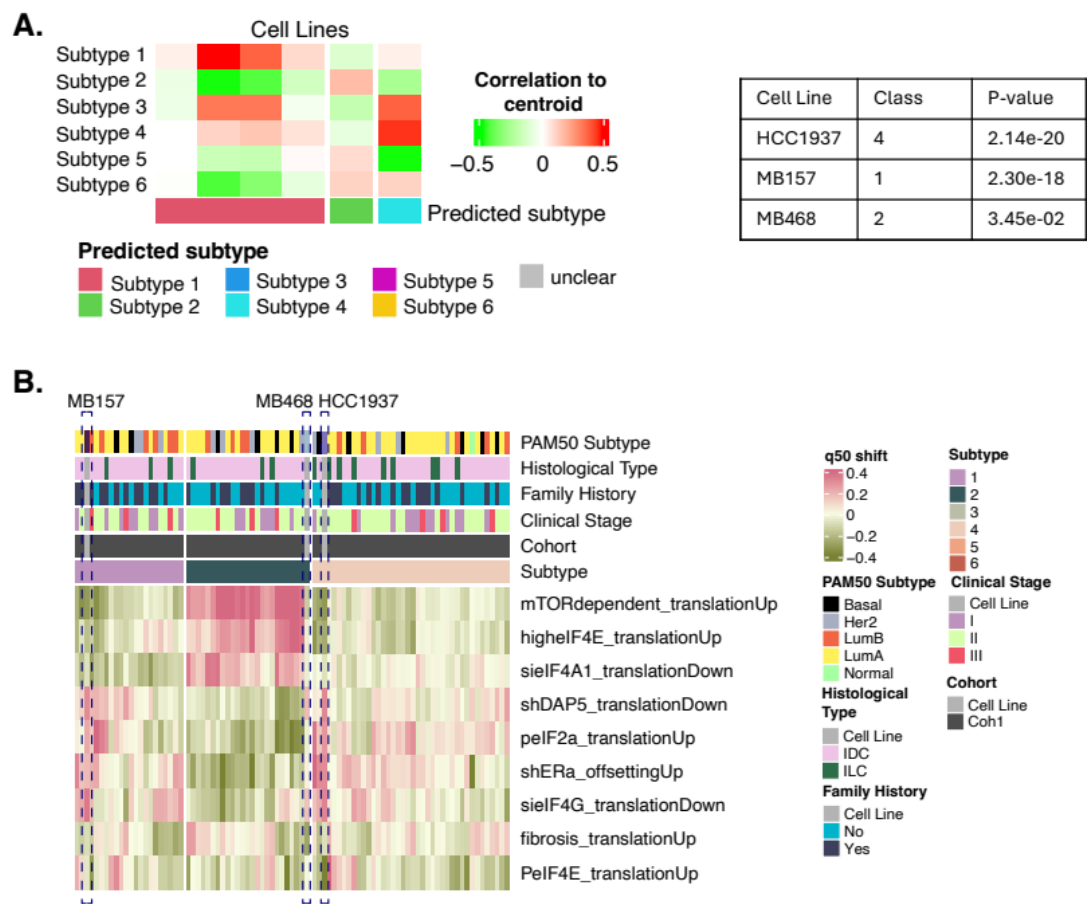 A.
Cell Lines
Subtype 1
Subtype 2
Subtype 3
Subtype 4
Subtype 5
Subtype 6
Predicted subtype
Correlation to
centroid
−0.5 0 0.5
Predicted subtype
Subtype 1 Subtype 3 Subtype 5 unclear
Subtype 2 Subtype 4 Subtype 6
Cell Line Class P-value
HCC1937 4 2.14e-20
MB157 1 2.30e-18
MB468 2 3.45e-02
B.
MB157 MB468 HCC1937
PAM50 Subtype
Histological Type
Family History
Clinical Stage
Cohort
Subtype
mTORdependent_translationUp
higheIF4E_translationUp
sieIF4A1_translationDown
shDAP5_translationDown
peIF2a_translationUp
shERa_offsettingUp
sieIF4G_translationDown
fibrosis_translationUp
PeIF4E_translationUp
q50 shift
0.4
0.2
0
−0.2
−0.4
PAM50 Subtype
Basal
Her2
LumB
LumA
Normal
Histological
Type
Cell Line
IDC
ILC
Family History
Cell Line
No
Yes
Subtype
1
2
3
4
5
6
Clinical Stage
Cell Line
I
II
III
Cohort
Cell Line
Coh1